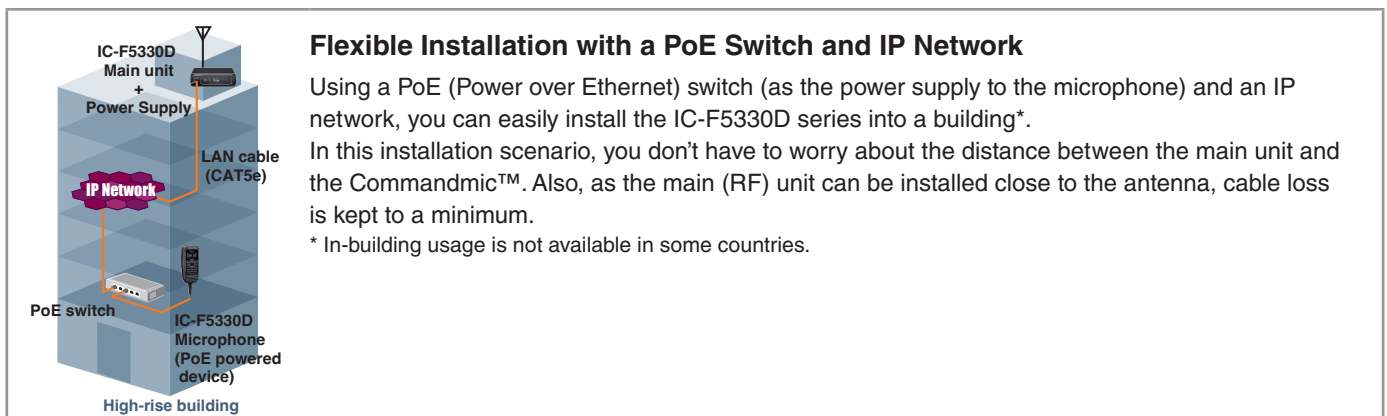 IC-F5330D
Main unit
+
Power Supply
LAN cable
(CAT5e)
IP Network
PoE switch
IC-F5330D
Microphone
(PoE powered
device)
High-rise building
Flexible Installation with a PoE Switch and IP Network
Using a PoE (Power over Ethernet) switch (as the power supply to the microphone) and an IP
network, you can easily install the IC-F5330D series into a building*.
In this installation scenario, you don’t have to worry about the distance between the main unit and
the Commandmic™. Also, as the main (RF) unit can be installed close to the antenna, cable loss
is kept to a minimum.
* In-building usage is not available in some countries.